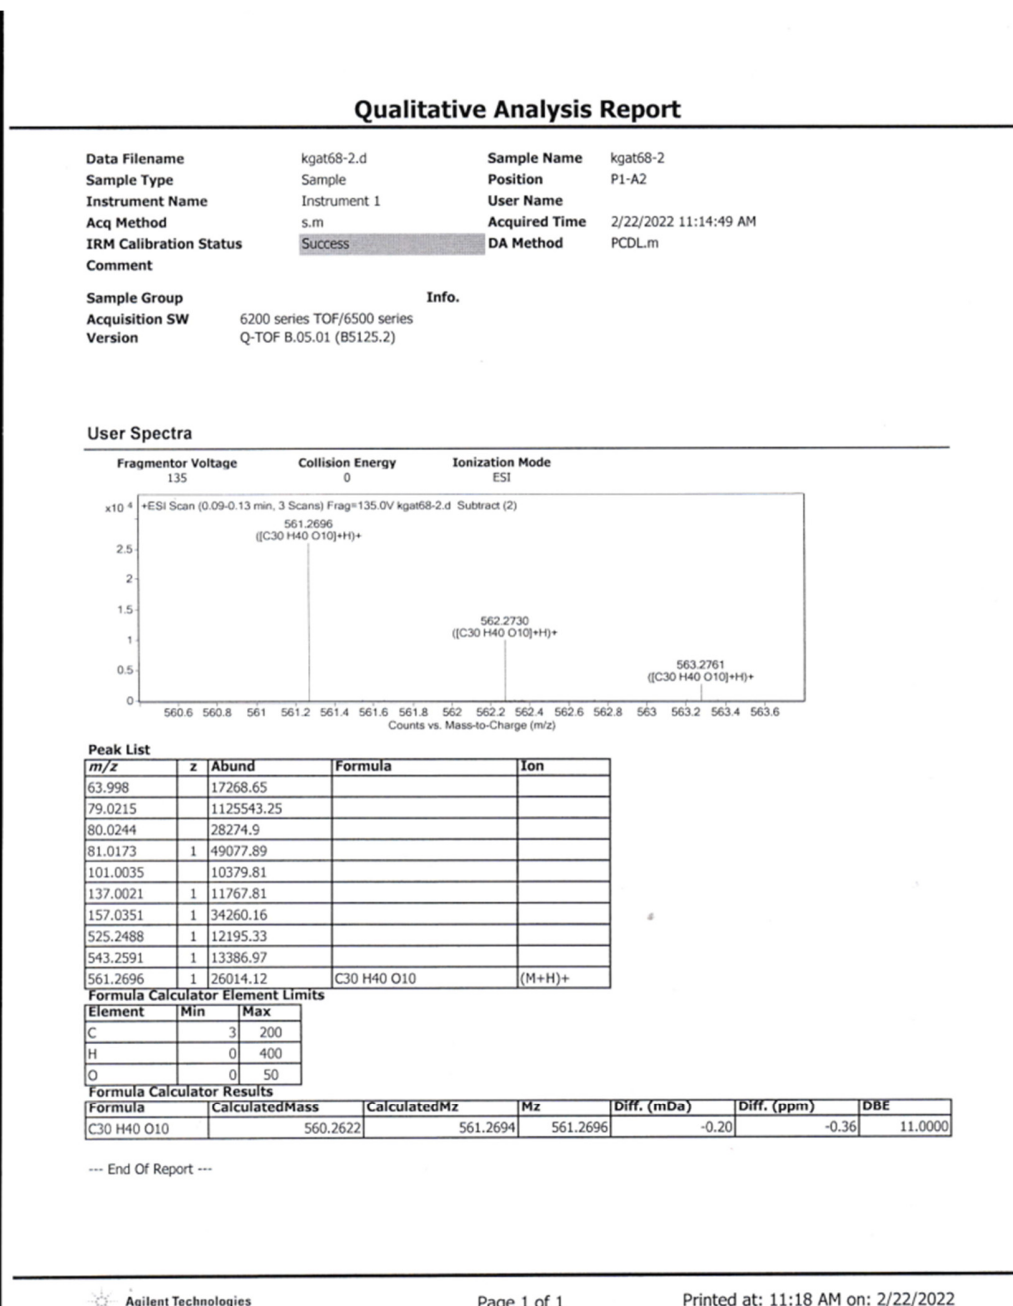 Qualitative Analysis Report
Data Filename kgat68-2.d Sample Name kgat68-2
Sample Type Sample Position P1-A2
Instrument Name Instrument 1 User Name
Acq Method s.m Acquired Time 2/22/2022 11:14:49 AM
IRM Calibration Status Success DA Method PCDL.m
Comment
Sample Group Info.
Acquisition SW 6200 series TOF/6500 series
Version Q-TOF B.05.01 (B5125.2)
User Spectra
Fragmentor Voltage Collision Energy Ionization Mode
135 0 ESI
x10 4 +ESI Scan (0.09-0.13 min, 3 Scans) Frag=135.0V kgat68-2.d Subtract (2)
561.2696
([C30 H40 O10]+H)+
2.5
2
1.5
562.2730
([C30 H40 O10]+H)+
1
563.2761
([C30 H40 O10]+H)+
0.5
0
560.6 560.8 561 561.2 561.4 561.6 561.8 562 562.2 562.4 562.6 562.8 563 563.2 563.4 563.6
Counts vs. Mass-to-Charge (m/z)
Peak List
m/z z Abund Formula Ion
63.998 17268.65
79.0215 1125543.25
80.0244 28274.9
81.0173 1 49077.89
101.0035 10379.81
137.0021 1 11767.81
157.0351 1 34260.16
525.2488 1 12195.33
543.2591 1 13386.97
561.2696 1 26014.12 C30 H40 O10 (M+H)+
Formula Calculator Element Limits
Element Min Max
C 3 200
H 0 400
O 0 50
Formula Calculator Results
Formula CalculatedMass CalculatedMz Mz Diff. (mDa) Diff. (ppm) DBE
C30 H40 O10 560.2622 561.2694 561.2696 -0.20 -0.36 11.0000
--- End Of Report ---
Agilent Technologies Page 1 of 1 Printed at: 11:18 AM on: 2/22/2022